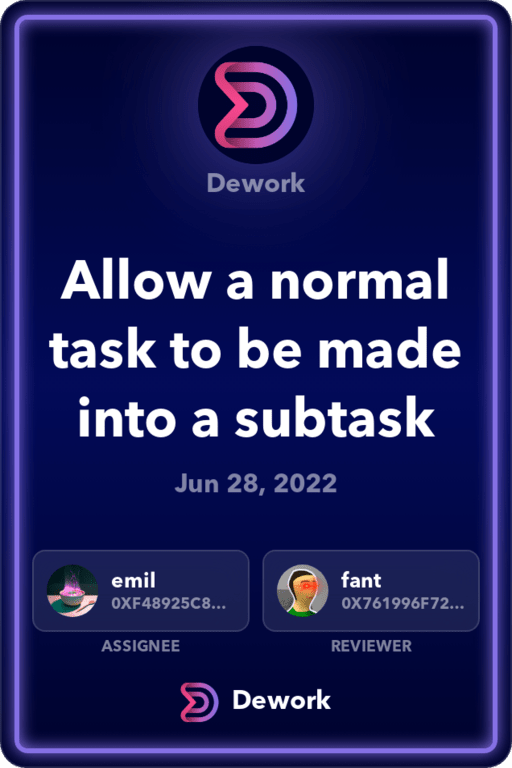 Dework
Allow a normal
task to be made
into a subtask
Jun 28, 2022
emil
0XF48925C8...
ASSIGNEE
fant
0X761996F72...
REVIEWER
Dework